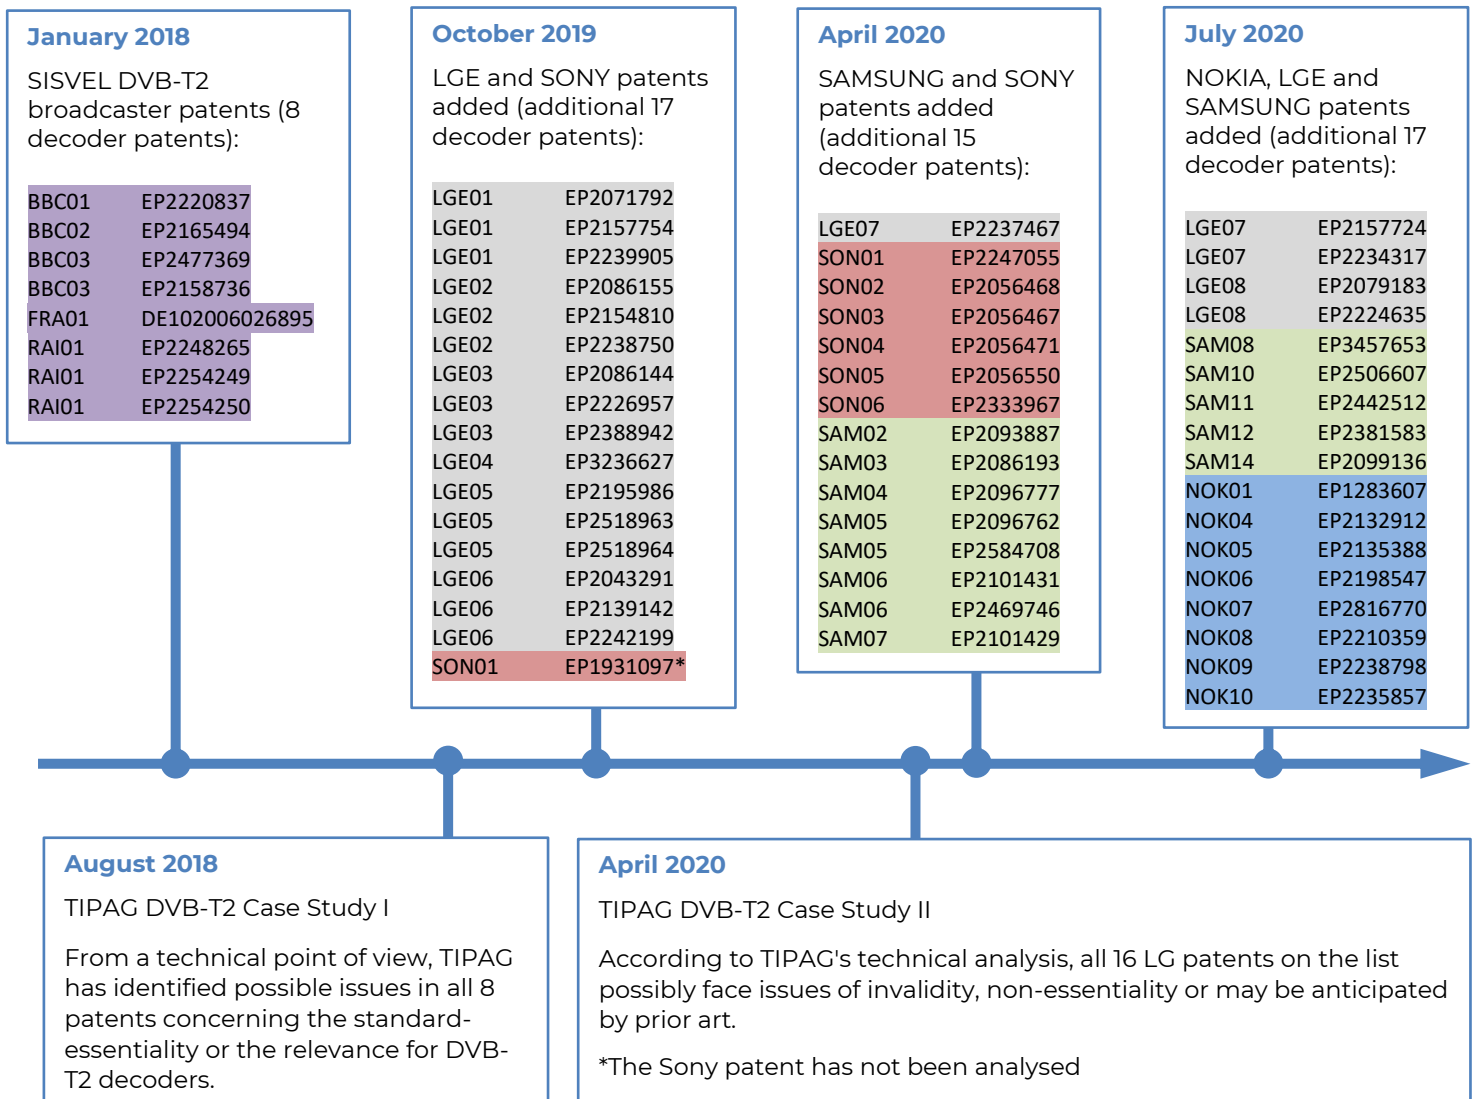 January 2018
SISVEL DVB-T2
broadcaster patents (8
decoder patents):
BBC01 EP2220837
BBC02 EP2165494
BBC03 EP2477369
BBC03 EP2158736
FRA01 DE102006026895
RAI01 EP2248265
RAI01 EP2254249
RAI01 EP2254250
October 2019
LGE and SONY patents
added (additional 17
decoder patents):
LGE01 EP2071792
LGE01 EP2157754
LGE01 EP2239905
LGE02 EP2086155
LGE02 EP2154810
LGE02 EP2238750
LGE03 EP2086144
LGE03 EP2226957
LGE03 EP2388942
LGE04 EP3236627
LGE05 EP2195986
LGE05 EP2518963
LGE05 EP2518964
LGE06 EP2043291
LGE06 EP2139142
LGE06 EP2242199
SON01 EP1931097*
April 2020
SAMSUNG and SONY
patents added
(additional 15
decoder patents):
LGE07 EP2237467
SON01 EP2247055
SON02 EP2056468
SON03 EP2056467
SON04 EP2056471
SON05 EP2056550
SON06 EP2333967
SAM02 EP2093887
SAM03 EP2086193
SAM04 EP2096777
SAM05 EP2096762
SAM05 EP2584708
SAM06 EP2101431
SAM06 EP2469746
SAM07 EP2101429
July 2020
NOKIA, LGE and
SAMSUNG patents
added (additional 17
decoder patents):
LGE07 EP2157724
LGE07 EP2234317
LGE08 EP2079183
LGE08 EP2224635
SAM08 EP3457653
SAM10 EP2506607
SAM11 EP2442512
SAM12 EP2381583
SAM14 EP2099136
NOK01 EP1283607
NOK04 EP2132912
NOK05 EP2135388
NOK06 EP2198547
NOK07 EP2816770
NOK08 EP2210359
NOK09 EP2238798
NOK10 EP2235857
August 2018
TIPAG DVB-T2 Case Study I
From a technical point of view, TIPAG
has identified possible issues in all 8
patents concerning the standard-
essentiality or the relevance for DVB-
T2 decoders.
April 2020
TIPAG DVB-T2 Case Study II
According to TIPAG's technical analysis, all 16 LG patents on the list
possibly face issues of invalidity, non-essentiality or may be anticipated
by prior art.
*The Sony patent has not been analysed